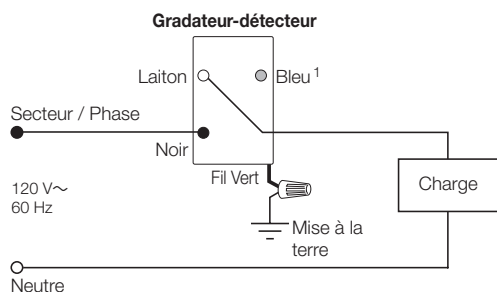 Gradateur-détecteur
Laiton
Bleu 1
Secteur / Phase
Noir
Fil Vert
120 V~
60 Hz
Charge
Mise à la
terre
Neutre